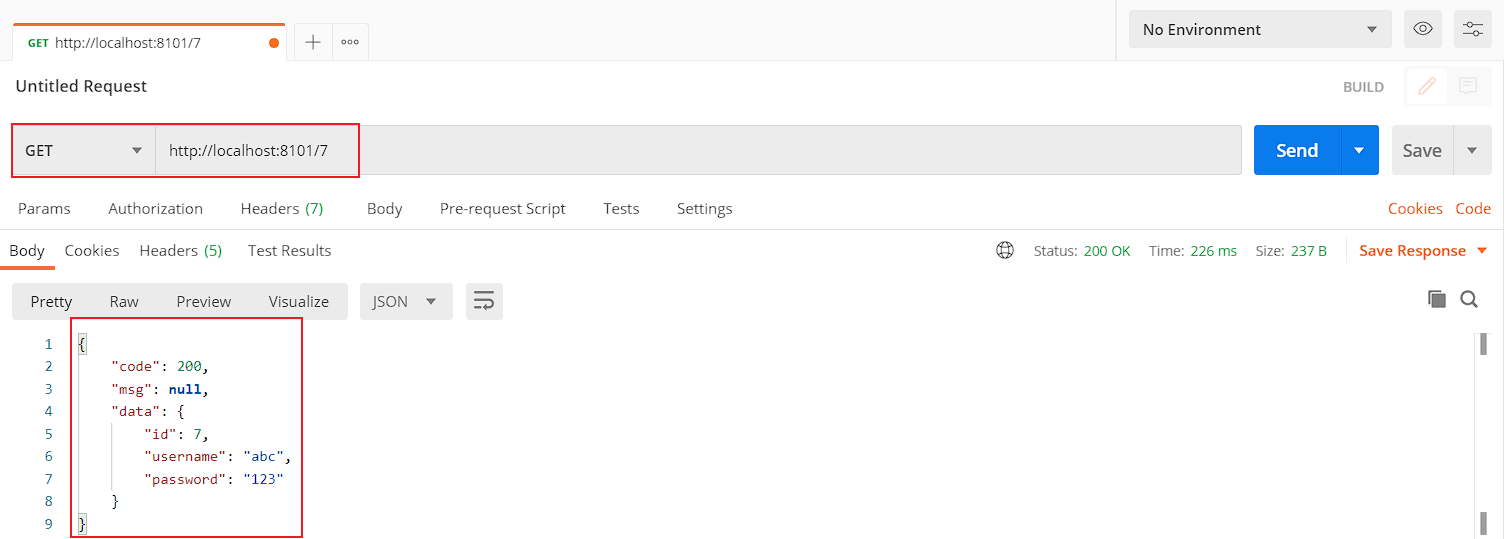 GET http://localhost:8101/7
No Environment
Untitled Request
BUILD
GET http://localhost:8101/7 Send Save
Params Authorization Headers (7) Body Pre-request Script Tests Settings Cookies Code
Body Cookies Headers (5) Test Results Status: 200 OK Time: 226 ms Size: 237 B Save Response
Pretty Raw Preview Visualize JSON
1 {
2 "code": 200,
3 "msg": null,
4 "data": {
5 "id": 7,
6 "username": "abc",
7 "password": "123"
8 }
9 }